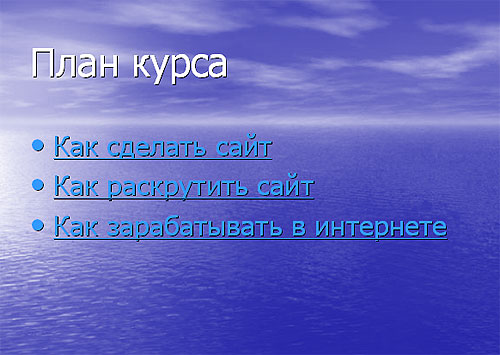 План курса
Как сделать сайт
Как раскрутить сайт
Как зарабатывать в интернете